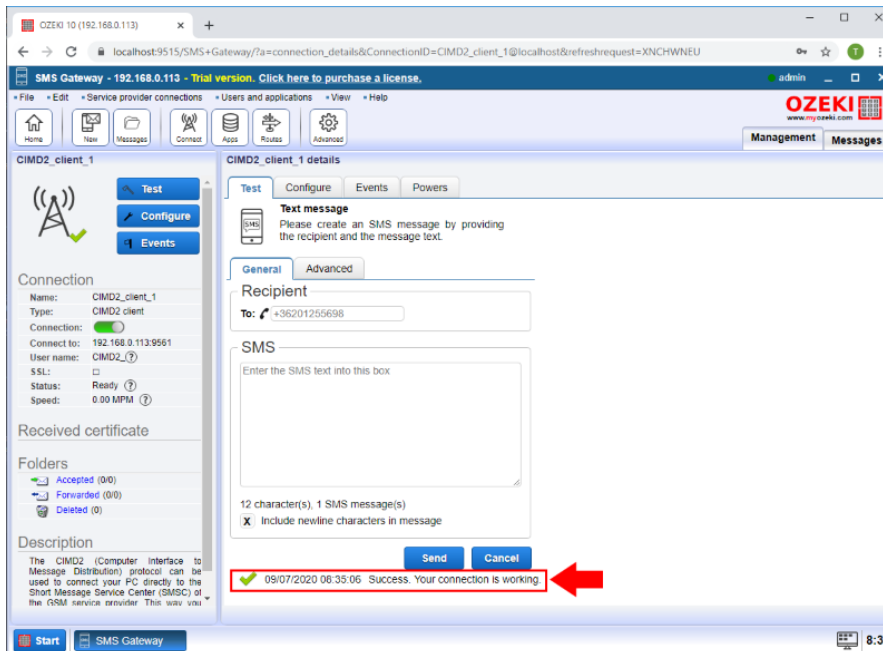 OZEKI 10 (192.168.0.113)
localhost:9515/SMS+Gateway/?a=connection_details&ConnectionID=CIMD2_client_1@localhost&refreshrequest=XNCHWNEU
T
SMS Gateway - 192.168.0.113 - Trial version. Click here to purchase a license.
admin
File Edit Service provider connections Users and applications View Help
OZEKI
www.myozeki.com
Home New Messages Connect Apps Routes Advanced
Management Messages
CIMD2_client_1
Test
Configure
Events
Connection
Name: CIMD2_client_1
Type: CIMD2 client
Connection:
Connect to: 192.168.0.113:9561
User name: CIMD2_(?)
SSL:
Status: Ready (?)
Speed: 0.00 MPM (?)
Received certificate
Folders
Accepted (0/0)
Forwarded (0/0)
Deleted (0)
Description
The CIMD2 (Computer Interface to
Message Distribution) protocol can be
used to connect your PC directly to the
Short Message Service Center (SMSC) of
the GSM service provider. This way you
CIMD2_client_1 details
Test Configure Events Powers
SMS
Text message
Please create an SMS message by providing
the recipient and the message text.
General Advanced
Recipient
To: +36201255698
SMS
Enter the SMS text into this box
12 character(s), 1 SMS message(s)
X Include newline characters in message
Send Cancel
09/07/2020 08:35:06 Success. Your connection is working.
Start SMS Gateway
8:3